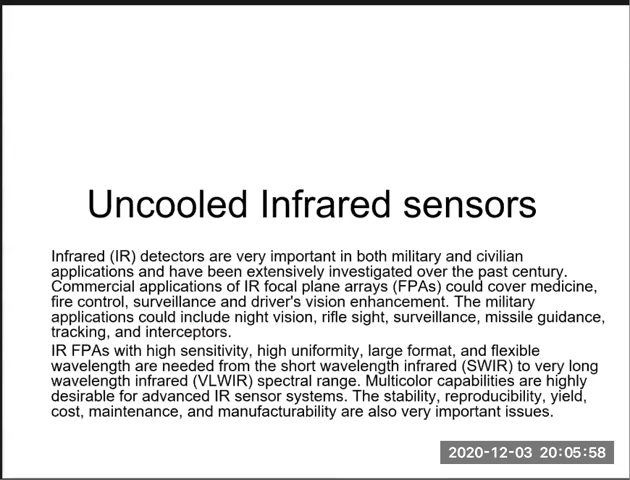 Uncooled Infrared sensors
Infrared (IR) detectors are very important in both military and civilian
applications and have been extensively investigated over the past century.
Commercial applications of IR focal plane arrays (FPAs) could cover medicine,
fire control, surveillance and driver's vision enhancement. The military
applications could include night vision, rifle sight, surveillance, missile guidance,
tracking, and interceptors.
IR FPAs with high sensitivity, high uniformity, large format, and flexible
wavelength are needed from the short wavelength infrared (SWIR) to very long
wavelength infrared (VLWIR) spectral range. Multicolor capabilities are highly
desirable for advanced IR sensor systems. The stability, reproducibility, yield,
cost, maintenance, and manufacturability are also very important issues.
2020-12-03 20:05:58